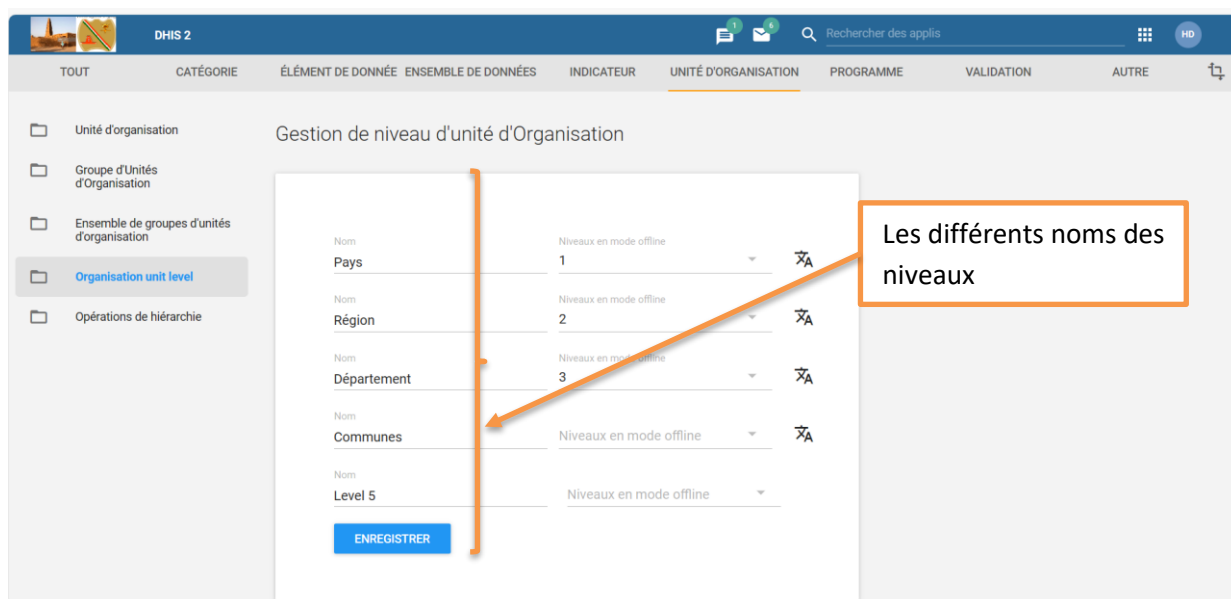 DHIS 2
1
6
Rechercher des applis
HD
TOUT
CATÉGORIE
ÉLÉMENT DE DONNÉE
ENSEMBLE DE DONNÉES
INDICATEUR
UNITÉ D'ORGANISATION
PROGRAMME
VALIDATION
AUTRE
Unité d'organisation
Groupe d'Unités
d'Organisation
Ensemble de groupes d'unités
d'organisation
Organisation unit level
Opérations de hiérarchie
Gestion de niveau d'unité d'Organisation
Nom
Pays
Niveaux en mode offline
1
Nom
Région
Niveaux en mode offline
2
Nom
Département
Niveaux en mode offline
3
Nom
Communes
Niveaux en mode offline
Nom
Level 5
Niveaux en mode offline
ENREGISTRER
Les différents noms des
niveaux